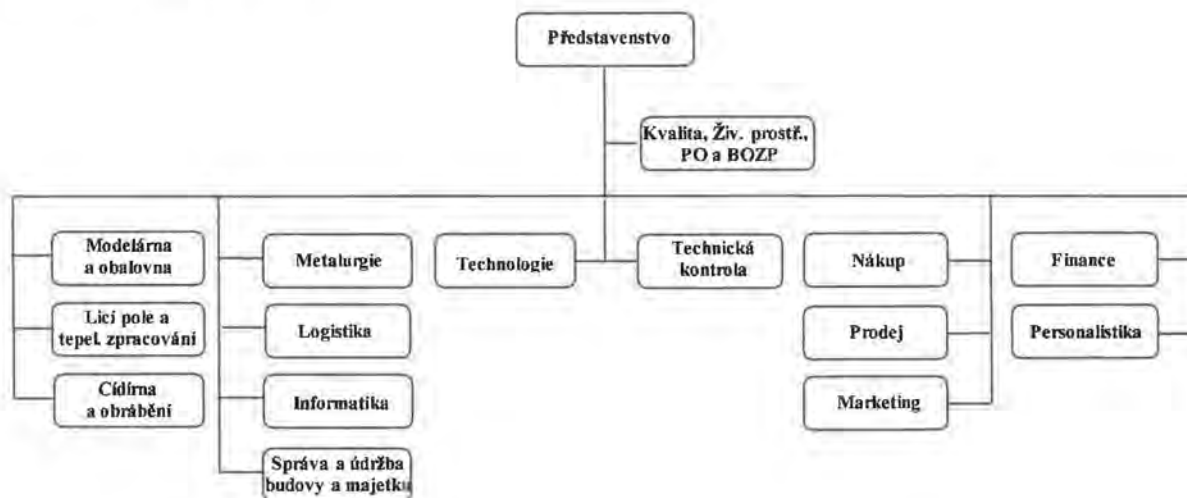 Představenstvo
Kvalita, Živ. prostř.,
PO a BOZP
Modelárna
a obalovna
Metalurgie
Technologie
Technická
kontrola
Nákup
Finance
Licí pole a
tepel. zpracování
Logistika
Prodej
Personalistika
Cídírna
a obrábění
Informatika
Marketing
Správa a údržba
budovy a majetku